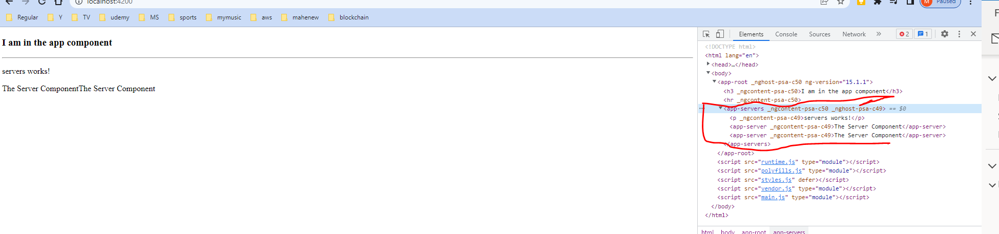 localhost:4200
Paused
Regular Y TV udemy MS sports mymusic aws mahenew blockchain
I am in the app component
servers works!
The Server ComponentThe Server Component
Elements Console Sources Network » 2 1
<!DOCTYPE html>
<html lang="en">
<head>…</head>
<body>
<app-root _nghost-psa-c50 ng-version="15.1.1">
<h3 _ngcontent-psa-c50>I am in the app component</h3>
<hr _ngcontent-psa-c50>
<app-servers _ngcontent-psa-c50 _nghost-psa-c49> == $0
<p _ngcontent-psa-c49>servers works!</p>
<app-server _ngcontent-psa-c49>The Server Component</app-server>
<app-server _ngcontent-psa-c49>The Server Component</app-server>
</app-servers>
</app-root>
<script src="runtime.js" type="module"></script>
<script src="polyfills.js" type="module"></script>
<script src="styles.js" defer></script>
<script src="vendor.js" type="module"></script>
<script src="main.js" type="module"></script>
</body>
</html>
html body app-root app-servers